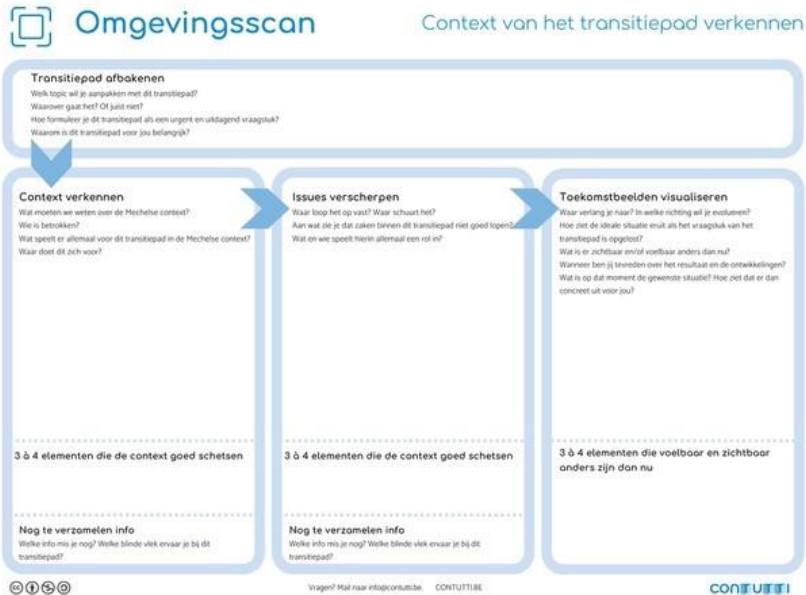 Omgevingsscan
Context van het transitiepad verkennen
Transitiepad afbakenen
Welk topic wil je aanpakken met dit transitiepad?
Waarover gaat het? Of juist niet?
Hoe formuleer je dit transitiepad als een urgent en uitdagend vraagstuk?
Waarom is dit transitiepad voor jou belangrijk?
Context verkennen
Wat moeten we weten over de Mechelse context?
Wie is betrokken?
Wat speelt er allemaal voor dit transitiepad in de Mechelse context?
Waar doet dit zich voor?
3 à 4 elementen die de context goed schetsen
Nog te verzamelen info
Welke info mis je nog? Welke blinde vlek ervaar je bij dit
transitiepad?
Issues verscherpen
Waar loop het op vast? Waar schuurt het?
Aan wat zie je dat zaken binnen dit transitiepad niet goed lopen?
Wat en wie speelt hierin allemaal een rol in?
3 à 4 elementen die de context goed schetsen
Nog te verzamelen info
Welke info mis je nog? Welke blinde vlek ervaar je bij dit
transitiepad?
Toekomstbeelden visualiseren
Waar verlang je naar? In welke richting wil je evolueren?
Hoe ziet de ideale situatie eruit als het vraagstuk van het
transitiepad is opgelost?
Wat is er zichtbaar en/of voelbaar anders dan nu?
Wanneer ben jij tevreden over het resultaat en de ontwikkelingen?
Wat is op dat moment de gewenste situatie? Hoe ziet dat er dan
concreet uit voor jou?
3 à 4 elementen die voelbaar en zichtbaar
anders zijn dan nu
Vragen? Mail naar info@contutti.be CONTUTTI.BE
CONTUTTI